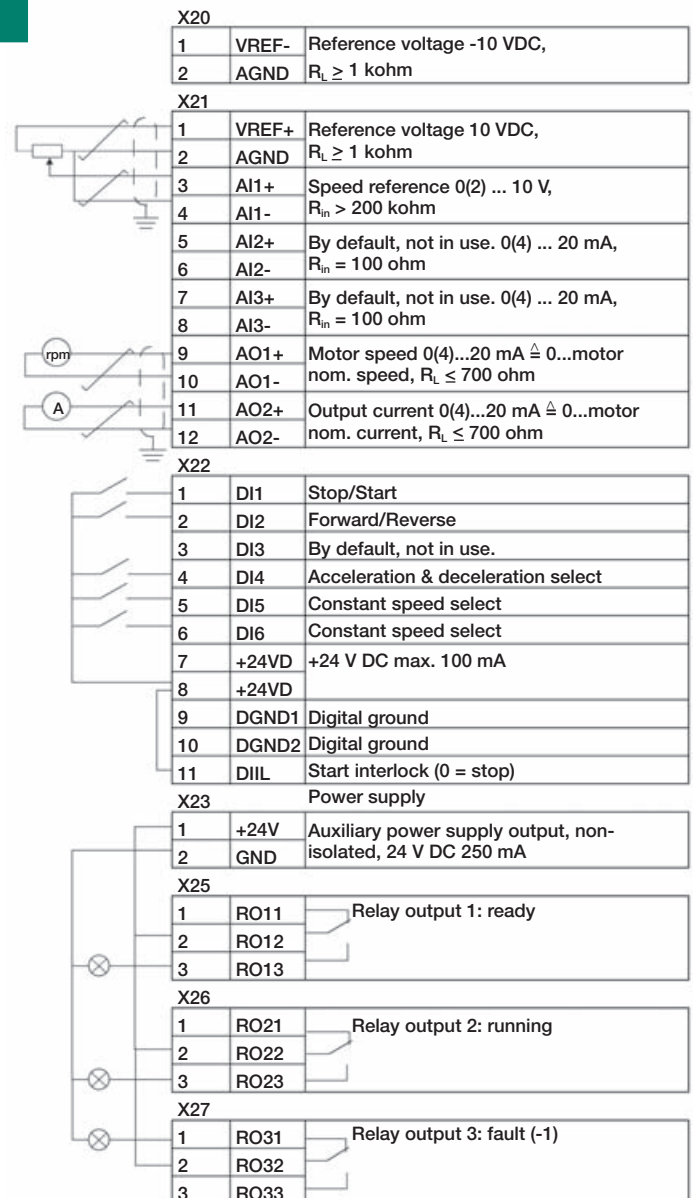 X20
1 VREF- Reference voltage -10 VDC,
2 AGND R_L ≥ 1 kohm
X21
1 VREF+ Reference voltage 10 VDC,
2 AGND R_L ≥ 1 kohm
3 AI1+ Speed reference 0(2) ... 10 V,
4 AI1- R_in > 200 kohm
5 AI2+ By default, not in use. 0(4) ... 20 mA,
6 AI2- R_in = 100 ohm
7 AI3+ By default, not in use. 0(4) ... 20 mA,
8 AI3- R_in = 100 ohm
rpm 9 AO1+ Motor speed 0(4)...20 mA ≙ 0...motor
10 AO1- nom. speed, R_L ≤ 700 ohm
A 11 AO2+ Output current 0(4)...20 mA ≙ 0...motor
12 AO2- nom. current, R_L ≤ 700 ohm
X22
1 DI1 Stop/Start
2 DI2 Forward/Reverse
3 DI3 By default, not in use.
4 DI4 Acceleration & deceleration select
5 DI5 Constant speed select
6 DI6 Constant speed select
7 +24VD +24 V DC max. 100 mA
8 +24VD
9 DGND1 Digital ground
10 DGND2 Digital ground
11 DIIL Start interlock (0 = stop)
X23 Power supply
1 +24V Auxiliary power supply output, non-
2 GND isolated, 24 V DC 250 mA
X25
1 RO11 Relay output 1: ready
2 RO12
3 RO13
X26
1 RO21 Relay output 2: running
2 RO22
3 RO23
X27
1 RO31 Relay output 3: fault (-1)
2 RO32
3 RO33